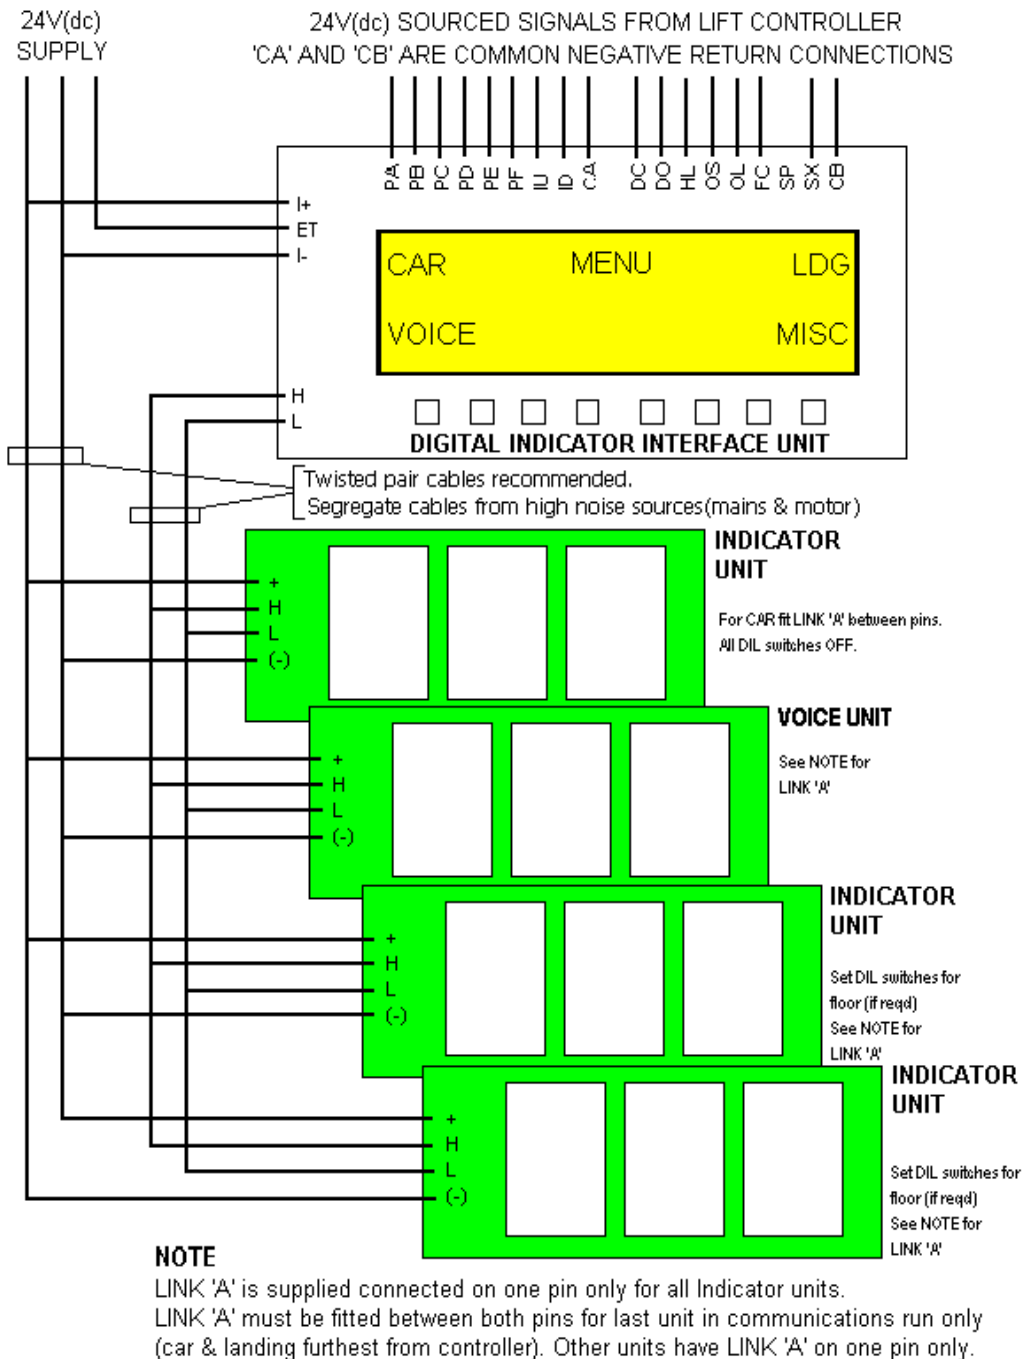 24V(dc)
SUPPLY
24V(dc) SOURCED SIGNALS FROM LIFT CONTROLLER
'CA' AND 'CB' ARE COMMON NEGATIVE RETURN CONNECTIONS
PA PB PC PD PE PF IU ID CA DC DO HL OS OL FC SP SX CB
I+
ET
I-
CAR MENU LDG
VOICE MISC
H
L
DIGITAL INDICATOR INTERFACE UNIT
Twisted pair cables recommended.
Segregate cables from high noise sources(mains & motor)
INDICATOR
UNIT
+
H
L
(-)
For CAR fit LINK 'A' between pins.
All DIL switches OFF.
VOICE UNIT
+
H
L
(-)
See NOTE for
LINK 'A'
INDICATOR
UNIT
+
H
L
(-)
Set DIL switches for
floor (if reqd)
See NOTE for
LINK 'A'
INDICATOR
UNIT
+
H
L
(-)
Set DIL switches for
floor (if reqd)
See NOTE for
LINK 'A'
NOTE
LINK 'A' is supplied connected on one pin only for all Indicator units.
LINK 'A' must be fitted between both pins for last unit in communications run only
(car & landing furthest from controller). Other units have LINK 'A' on one pin only.